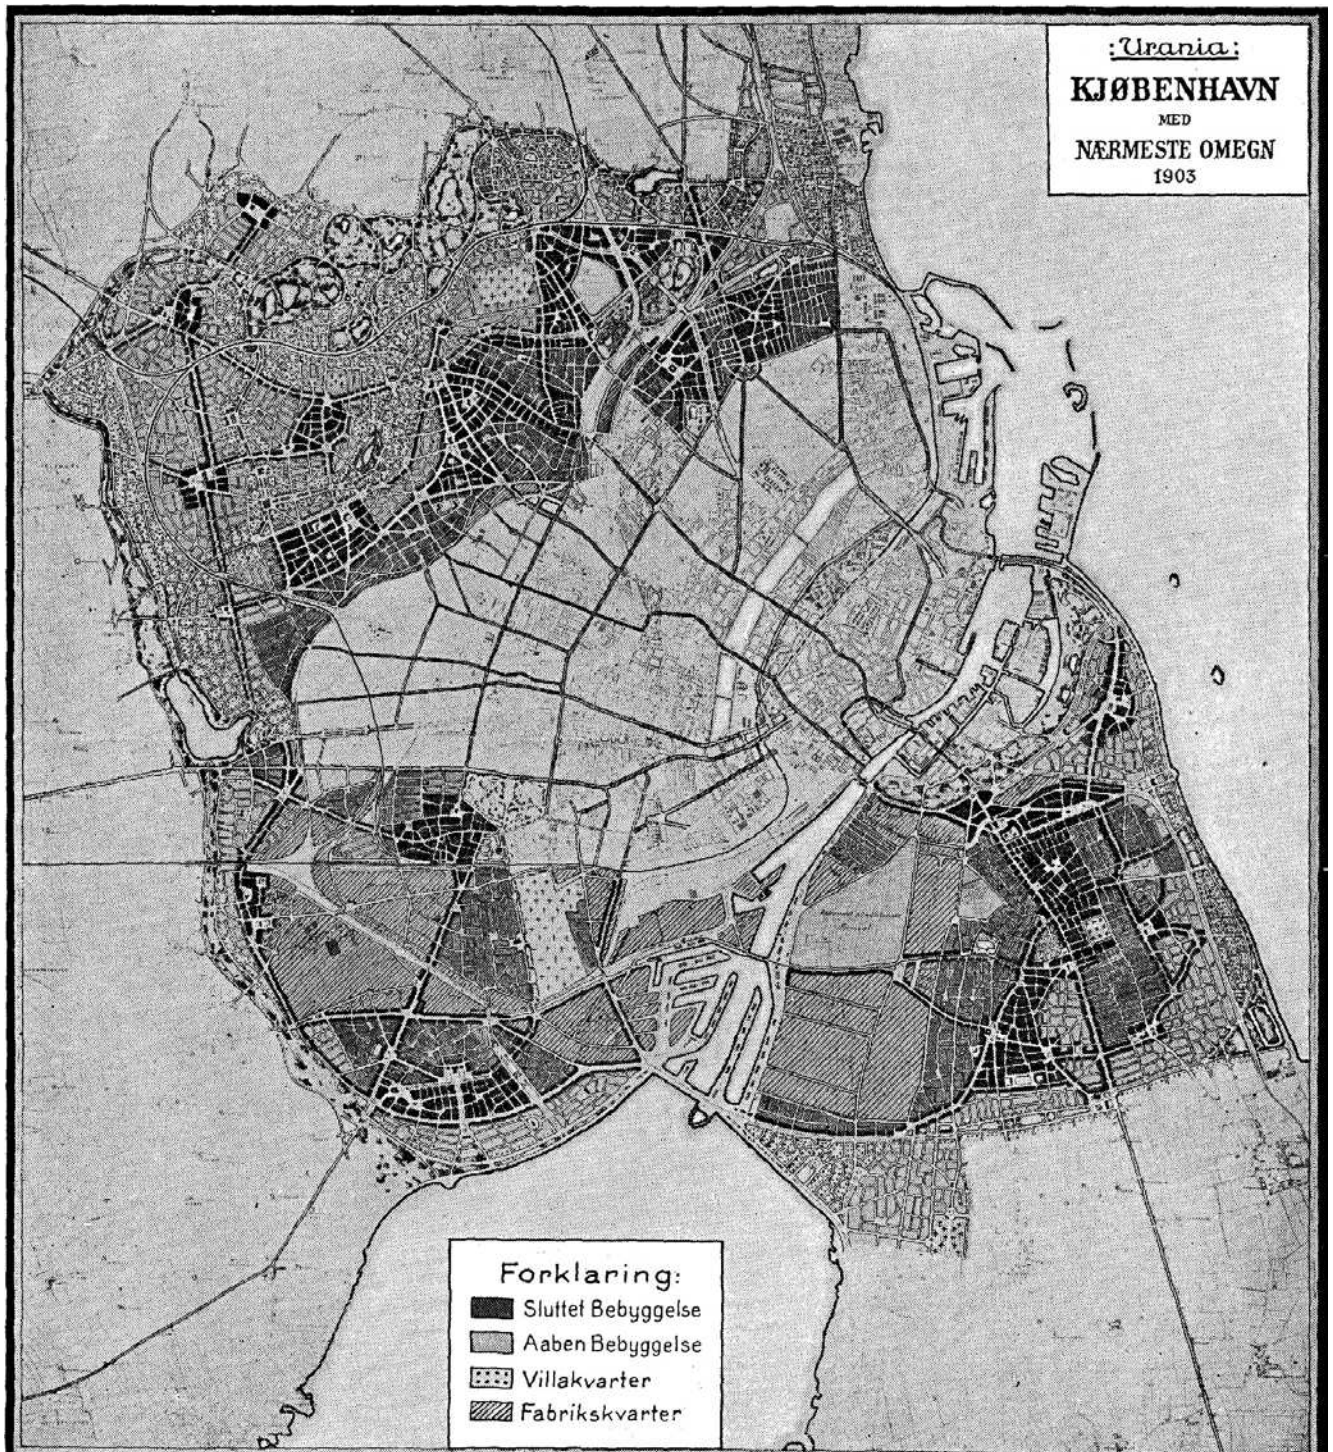 :Urania:
KJØBENHAVN
MED
NÆRMESTE OMEGN
1903
Forklaring:
Sluttet Bebyggelse
Aaben Bebyggelse
Villakvarter
Fabrikskvarter